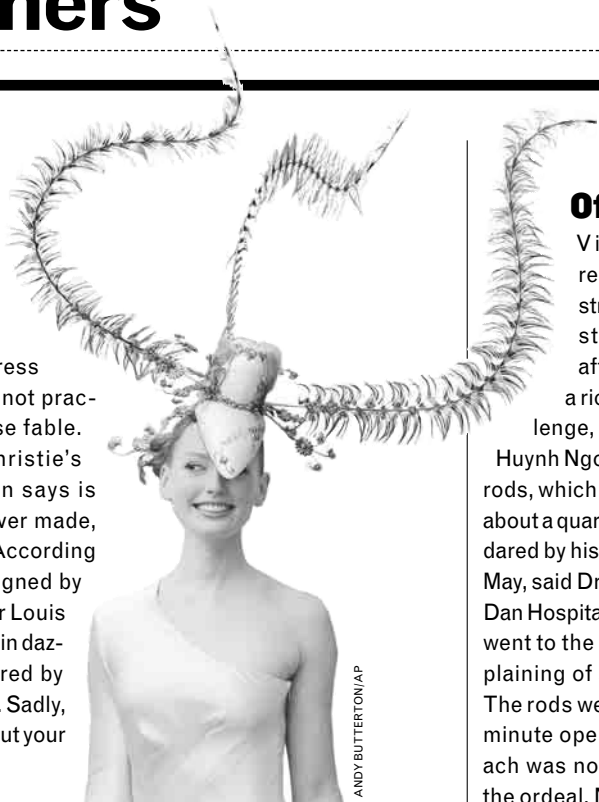 ners
ress
not prac-
se fable.
hristie's
n says is
ver made,
According
gned by
r Louis
in daz-
red by
. Sadly,
ut your
ANDY BUTTERTON/AP
Of
Vi
re
str
st
aft
a ric
lenge,
Huynh Ngo
rods, which
about a quar
dared by his
May, said Dr
Dan Hospita
went to the
plaining of
The rods we
minute ope
ach was no
the ordeal. N